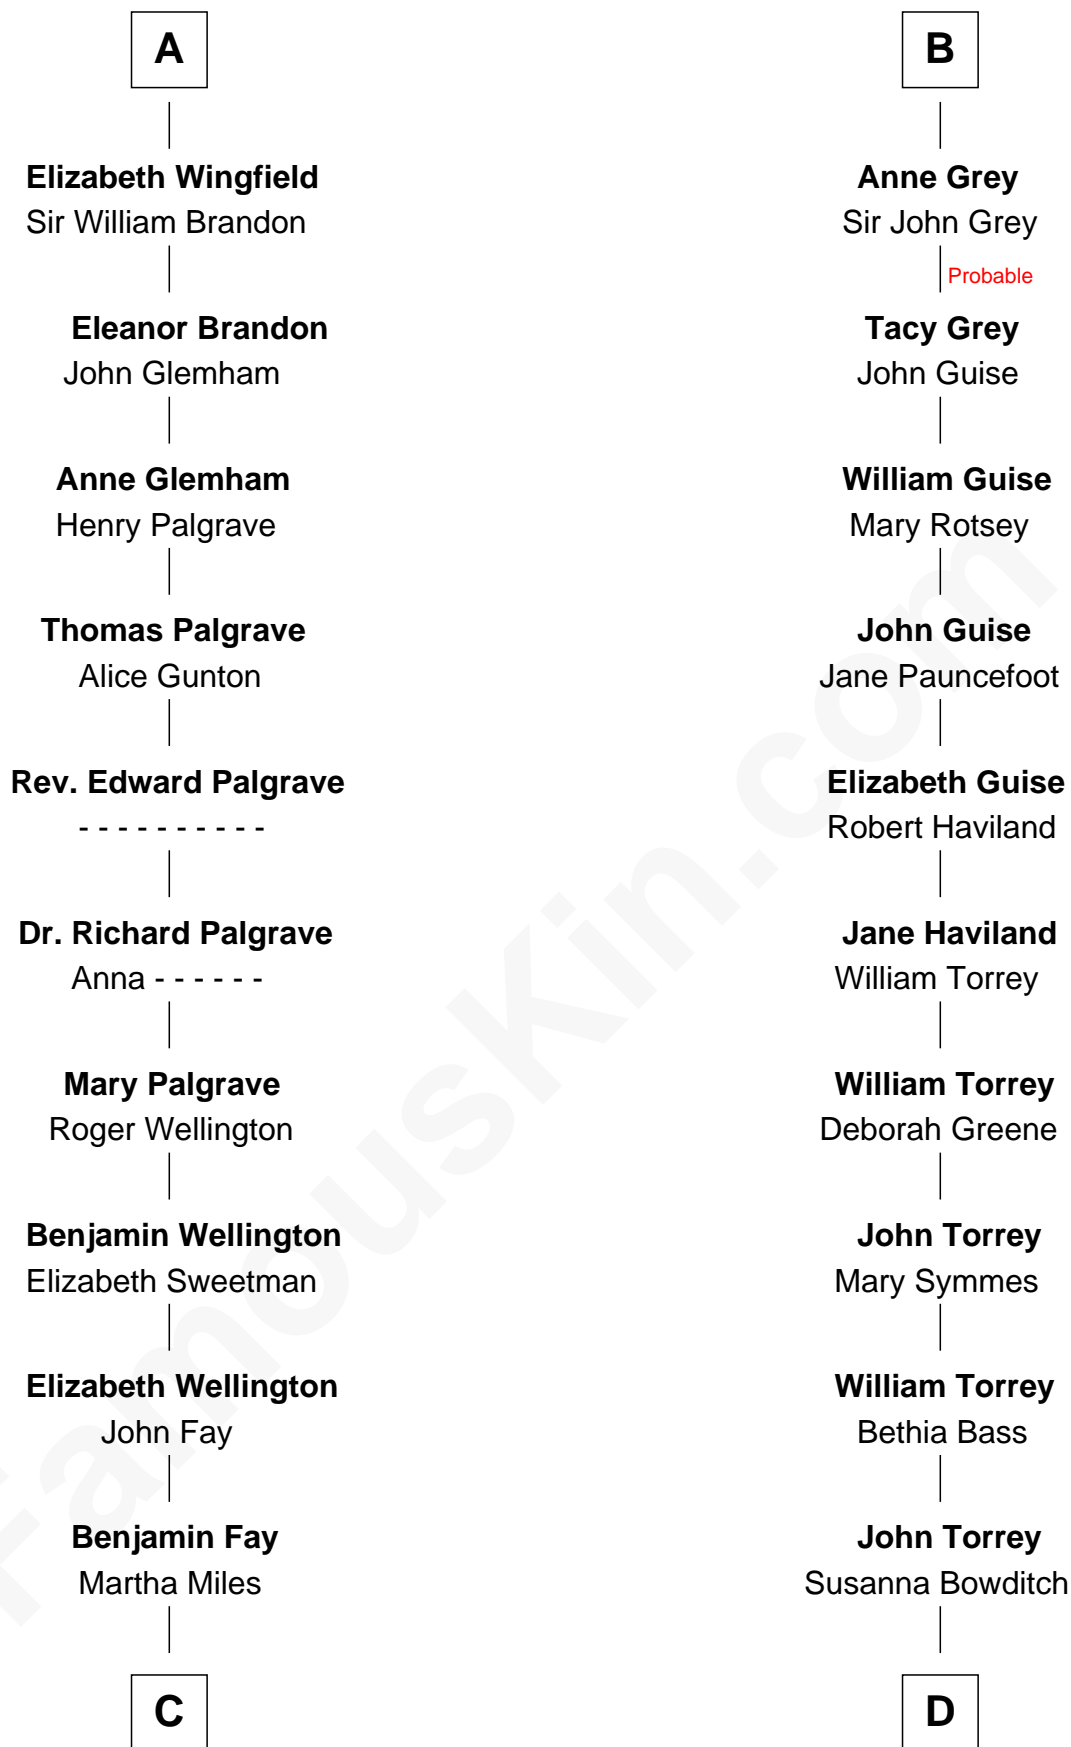 A
Elizabeth Wingfield
Sir William Brandon
Eleanor Brandon
John Glemham
Anne Glemham
Henry Palgrave
Thomas Palgrave
Alice Gunton
Rev. Edward Palgrave
- - - - - - - - - -
Dr. Richard Palgrave
Anna - - - - - -
Mary Palgrave
Roger Wellington
Benjamin Wellington
Elizabeth Sweetman
Elizabeth Wellington
John Fay
Benjamin Fay
Martha Miles
C
B
Anne Grey
Sir John Grey
Probable
Tacy Grey
John Guise
William Guise
Mary Rotsey
John Guise
Jane Pauncefoot
Elizabeth Guise
Robert Haviland
Jane Haviland
William Torrey
William Torrey
Deborah Greene
John Torrey
Mary Symmes
William Torrey
Bethia Bass
John Torrey
Susanna Bowditch
D
FamousKin.com